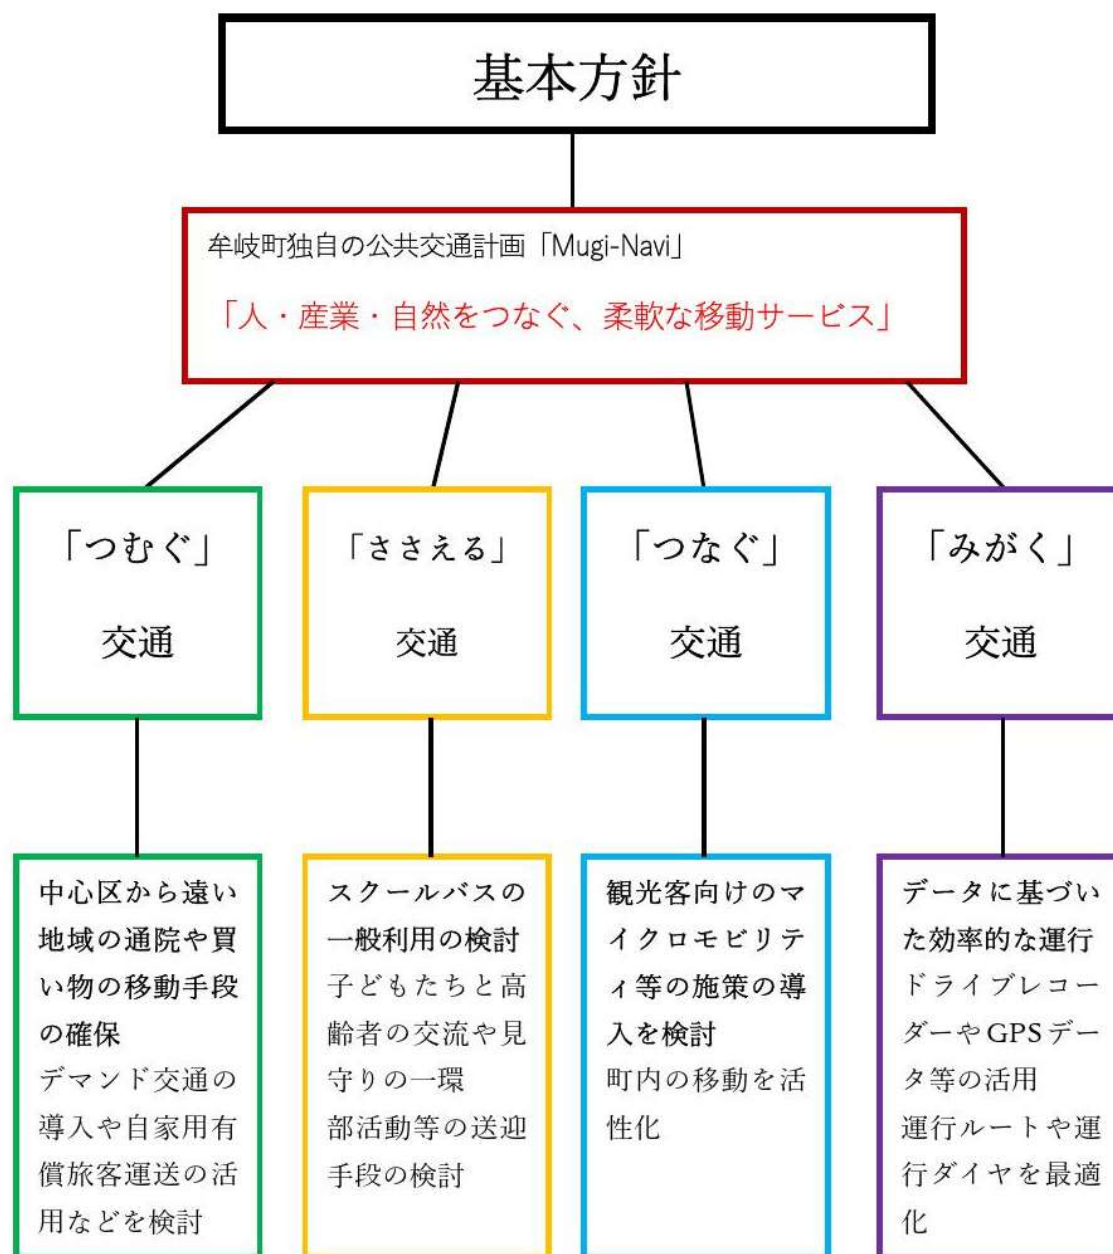 基本方針
牟岐町独自の公共交通計画「Mugi-Navi」
「人・産業・自然をつなぐ、柔軟な移動サービス」
「つむぐ」
交通
「ささえる」
交通
「つなぐ」
交通
「みがく」
交通
中心区から遠い
地域の通院や買
い物の移動手段
の確保
デマンド交通の
導入や自家用有
償旅客運送の活
用などを検討
スクールバスの
一般利用の検討
子どもたちと高
齢者の交流や見
守りの一環
部活動等の送迎
手段の検討
観光客向けのマ
イクロモビリテ
ィ等の施策の導
入を検討
町内の移動を活
性化
データに基づい
た効率的な運行
ドライブレコー
ダーやGPSデー
タ等の活用
運行ルートや運
行ダイヤを最適
化